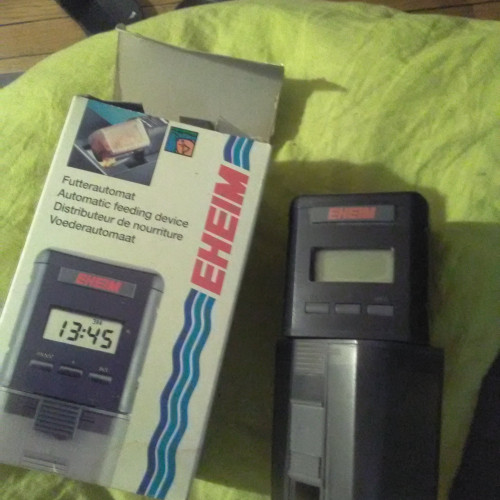 Futterautomat
Automatic feeding device
Distributeur de nourriture
Voederautomaat
EHEIM
EHEIM
13:45
EHEIM